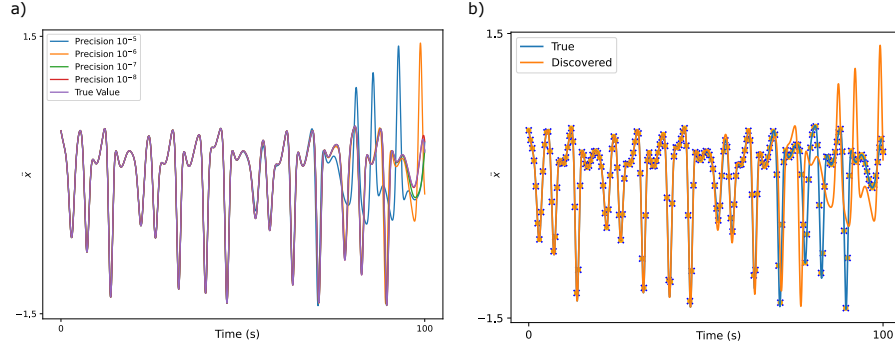 a)
1.5
Precision 10⁻⁵
Precision 10⁻⁶
Precision 10⁻⁷
Precision 10⁻⁸
True Value
ẋ
−1.5
0
Time (s)
100
b)
1.5
True
Discovered
ẋ
−1.5
0
Time (s)
100